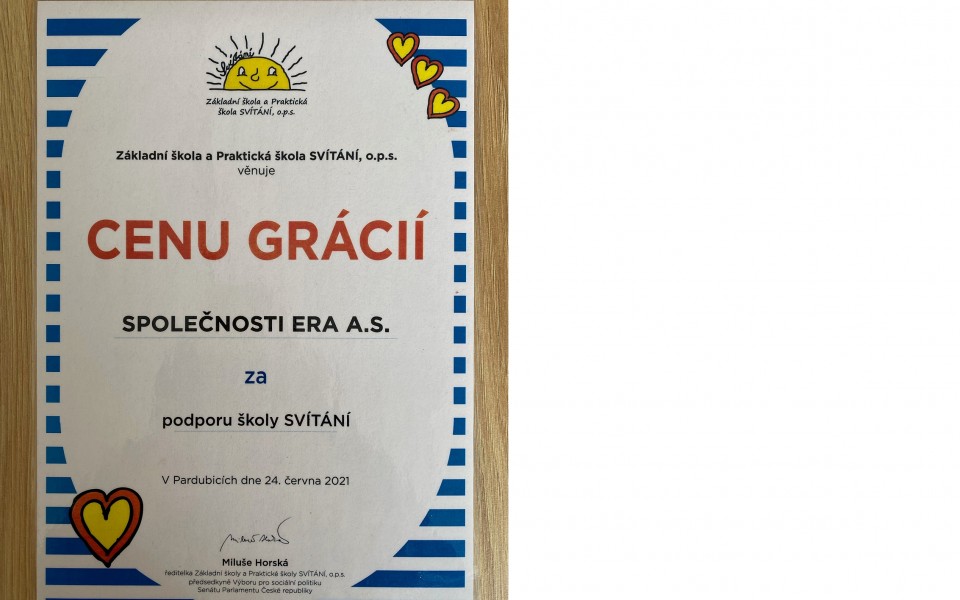 Svítání
Základní škola a Praktická
škola SVÍTÁNÍ, o.p.s.
Základní škola a Praktická škola SVÍTÁNÍ, o.p.s.
věnuje
CENU GRÁCIÍ
SPOLEČNOSTI ERA A.S.
za
podporu školy SVÍTÁNÍ
V Pardubicích dne 24. června 2021
Miluše Horská
ředitelka Základní školy a Praktické školy SVÍTÁNÍ, o.p.s.
předsedkyně Výboru pro sociální politiku
Senátu Parlamentu České republiky